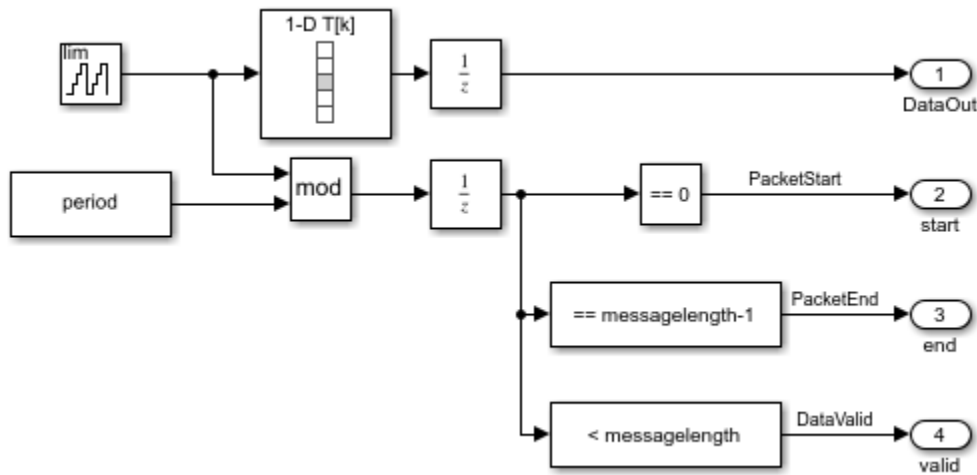 lim
1-D T[k]
1
z
1
DataOut
period
mod
1
z
== 0
PacketStart
2
start
== messagelength-1
PacketEnd
3
end
< messagelength
DataValid
4
valid